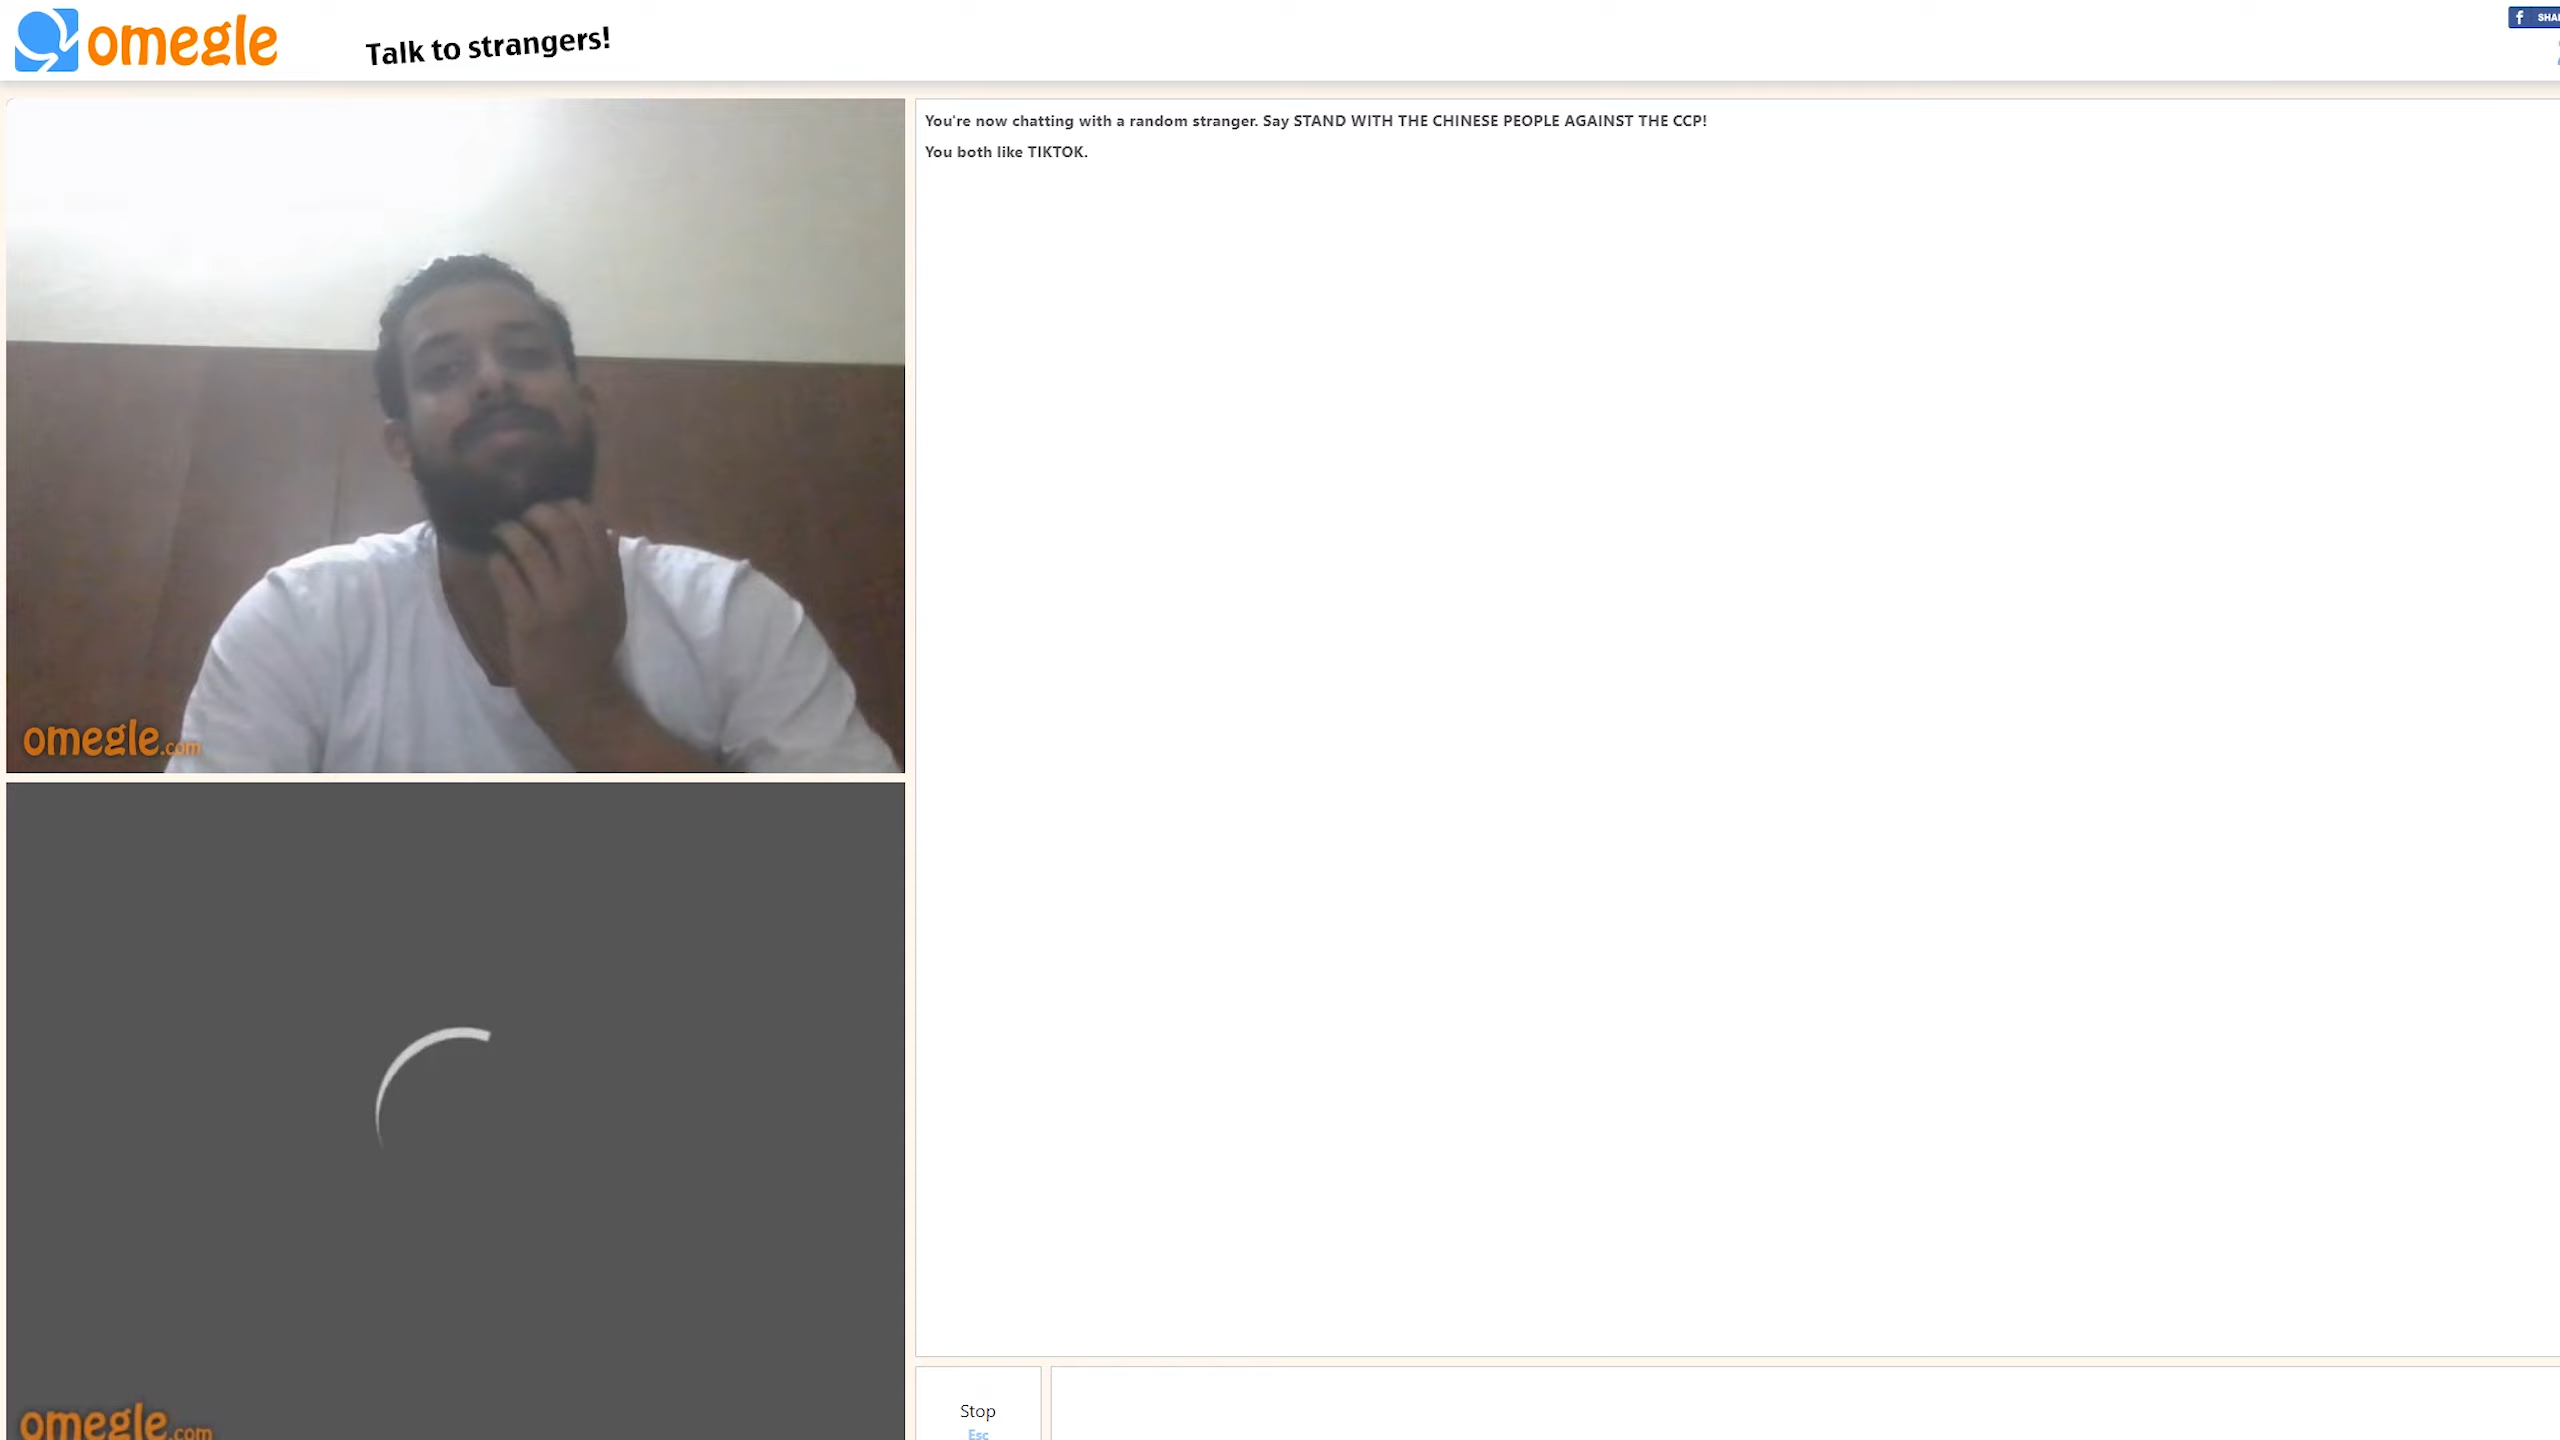 omegle
Talk to strangers!
You're now chatting with a random stranger. Say STAND WITH THE CHINESE PEOPLE AGAINST THE CCP!
You both like TIKTOK.
omegle.com
omegle.com
Stop
Esc